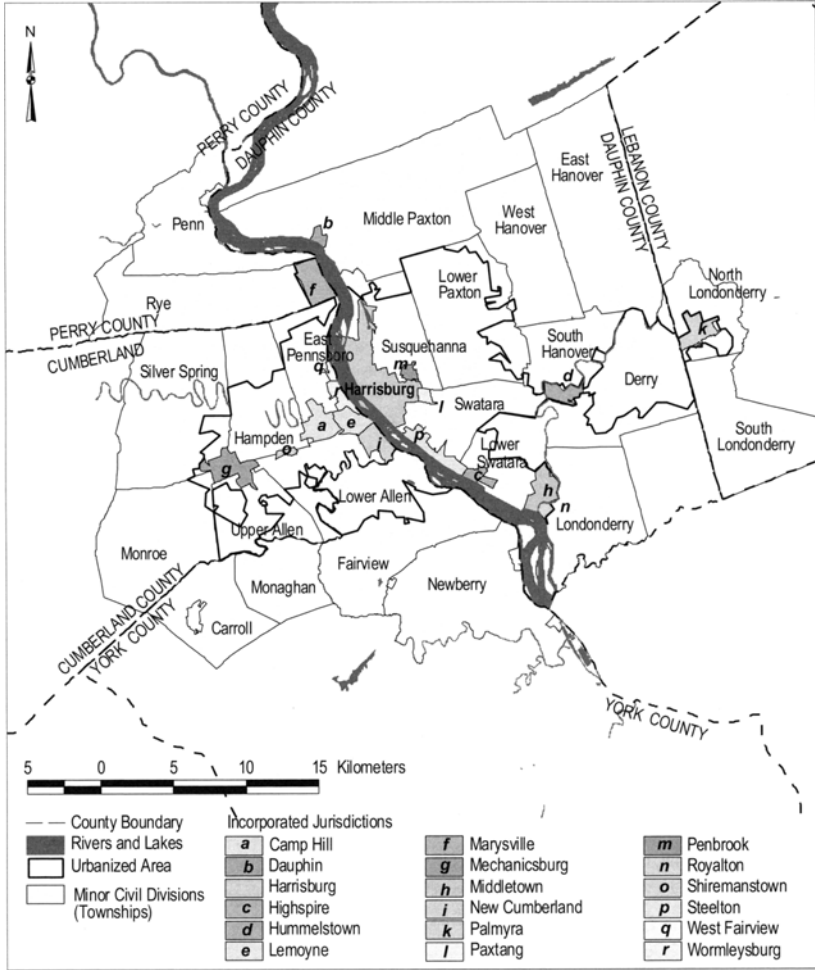 N
PERRY COUNTY
DAUPHIN COUNTY
LEBANON COUNTY
DAUPHIN COUNTY
East
Hanover
Penn
b
Middle Paxton
West
Hanover
North
Londonderry
Lower
Paxton
f
Rye
PERRY COUNTY
CUMBERLAND
East
Pennsboro
Susquehanna
South
Hanover
k
Silver Spring
q
m
d
Derry
Harrisburg
l
Swatara
South
Londonderry
Hampden
a
e
i
p
Lower
Swatara
o
g
c
h
Lower Allen
n
Upper Allen
Londonderry
Monroe
Fairview
Monaghan
Newberry
CUMBERLAND COUNTY
YORK COUNTY
Carroll
YORK COUNTY
5 0 5 10 15 Kilometers
County Boundary
Rivers and Lakes
Urbanized Area
Minor Civil Divisions
(Townships)
Incorporated Jurisdictions
a Camp Hill
b Dauphin
Harrisburg
c Highspire
d Hummelstown
e Lemoyne
f Marysville
g Mechanicsburg
h Middletown
i New Cumberland
k Palmyra
l Paxtang
m Penbrook
n Royalton
o Shiremanstown
p Steelton
q West Fairview
r Wormleysburg